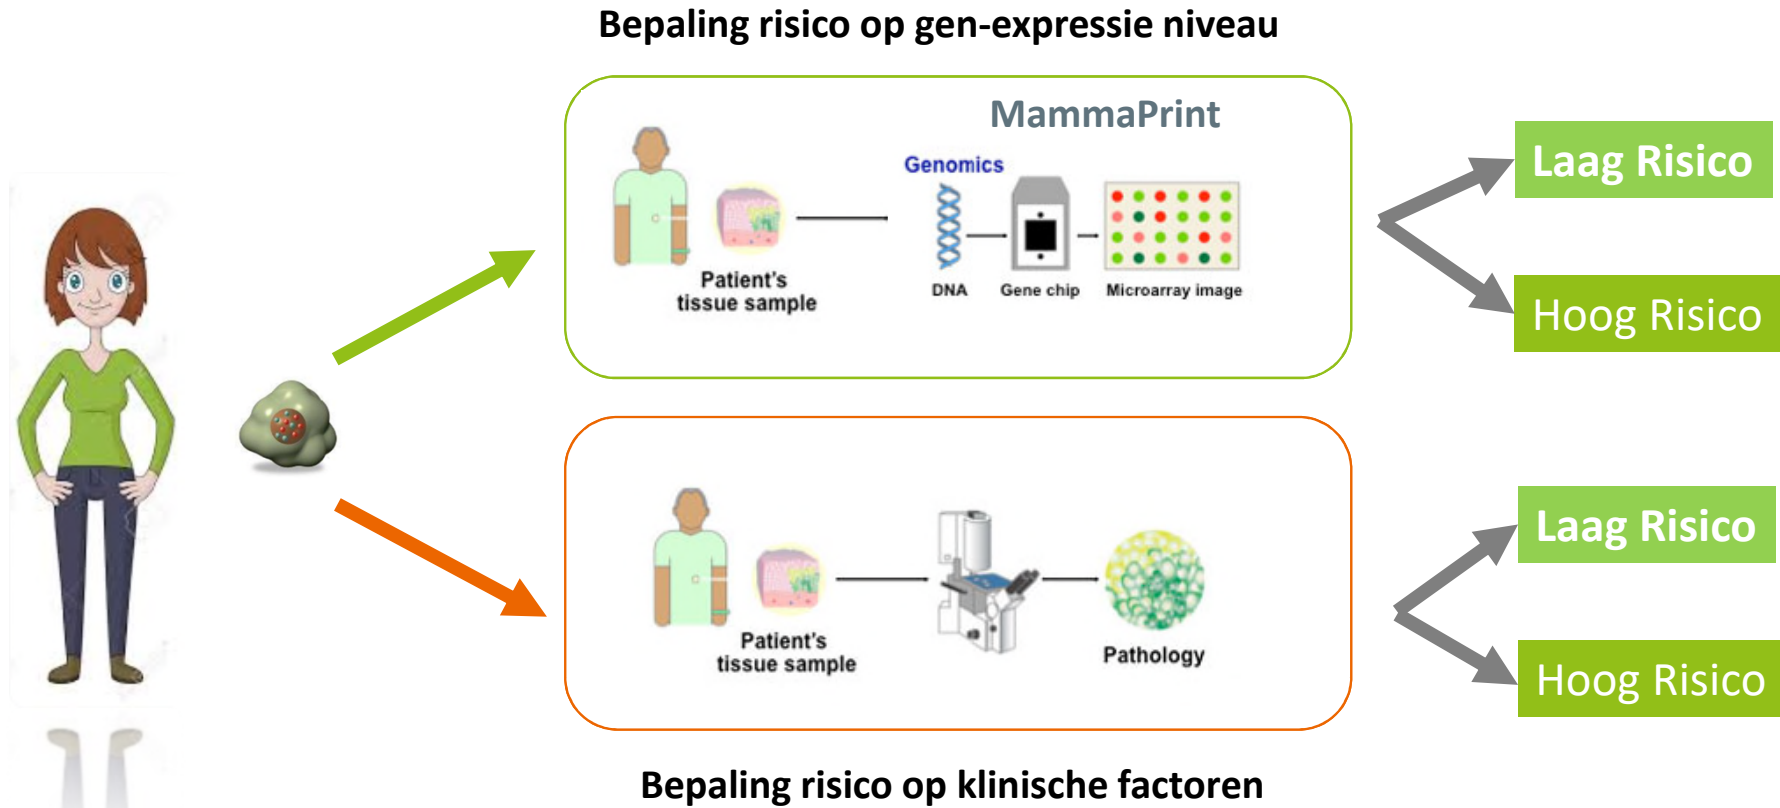 Bepaling risico op gen-expressie niveau
MammaPrint
Genomics
Patient's
tissue sample
DNA
Gene chip
Microarray image
Laag Risico
Hoog Risico
Patient's
tissue sample
Pathology
Laag Risico
Hoog Risico
Bepaling risico op klinische factoren